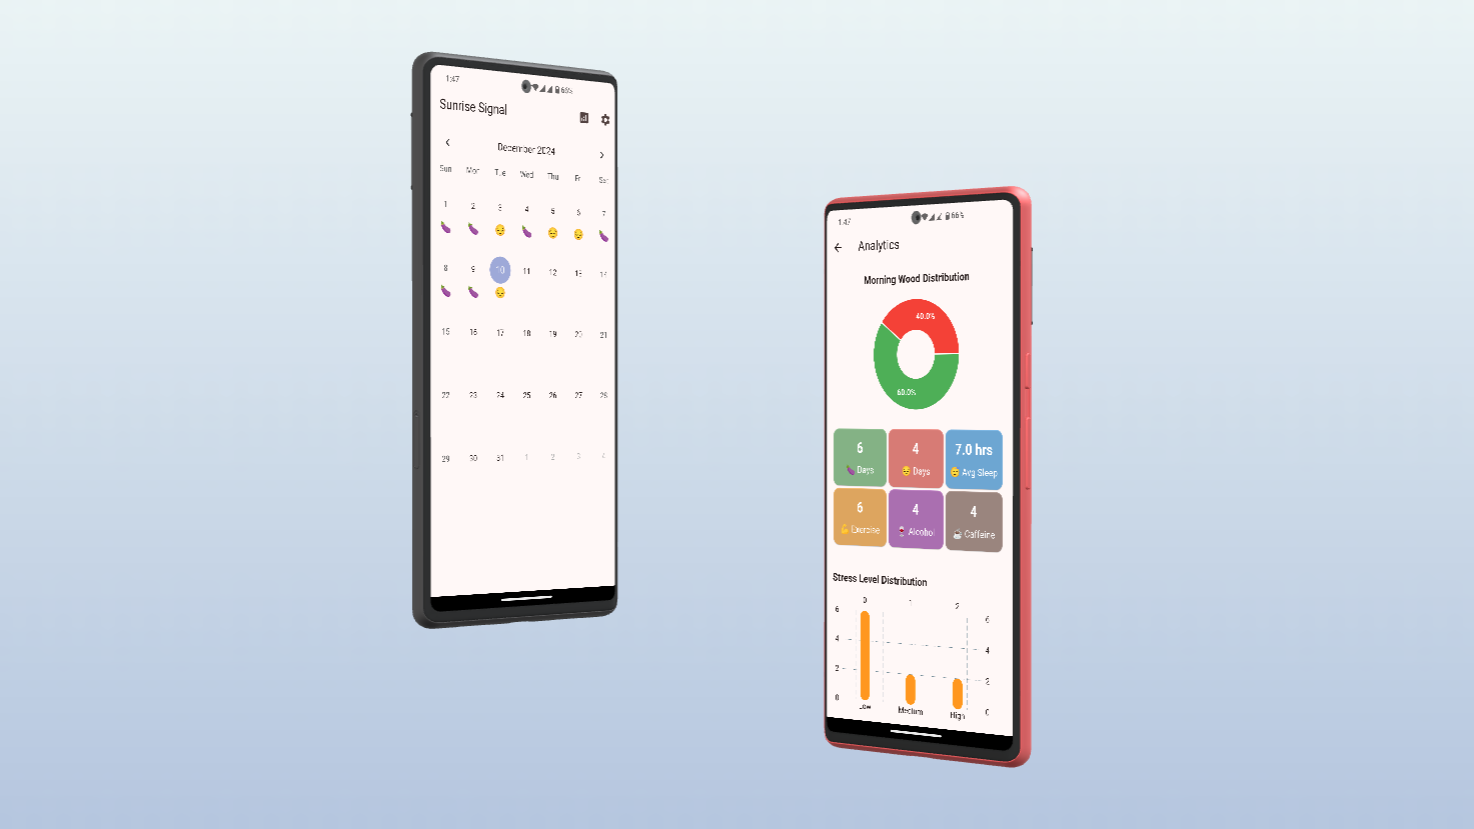 1:47 66%
Sunrise Signal
December 2024
Sun Mon Tue Wed Thu Fri Sat
1 2 3 4 5 6 7
8 9 10 11 12 13 14
15 16 17 18 19 20 21
22 23 24 25 26 27 28
29 30 31 1 2 3 4
1:47 66%
Analytics
Morning Wood Distribution
40.0%
60.0%
6 4 7.0 hrs
Days Days Avg Sleep
6 4 4
Exercise Alcohol Caffeine
Stress Level Distribution
0 1 2
6 6
4 4
2 2
0 0
Low Medium High